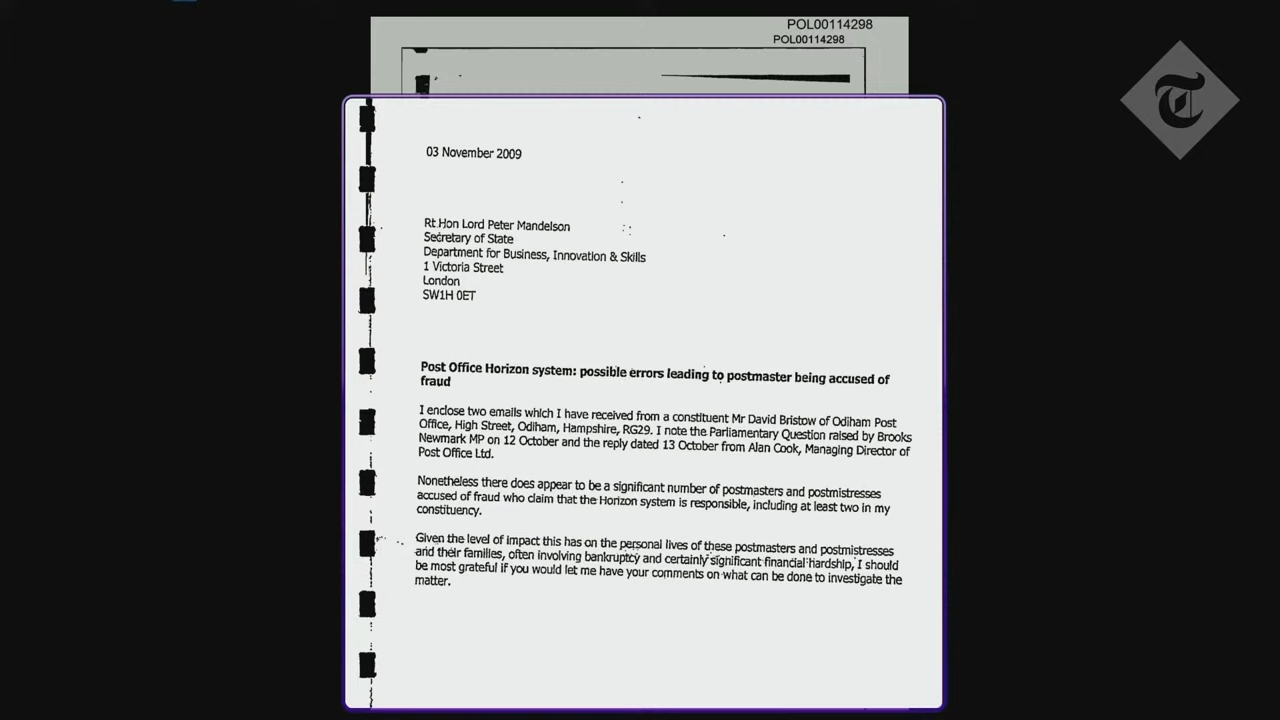 POL00114298
POL00114298
03 November 2009
Rt Hon Lord Peter Mandelson
Secretary of State
Department for Business, Innovation & Skills
1 Victoria Street
London
SW1H 0ET
Post Office Horizon system: possible errors leading to postmaster being accused of
fraud
I enclose two emails which I have received from a constituent Mr David Bristow of Odiham Post
Office, High Street, Odiham, Hampshire, RG29. I note the Parliamentary Question raised by Brooks
Newmark MP on 12 October and the reply dated 13 October from Alan Cook, Managing Director of
Post Office Ltd.
Nonetheless there does appear to be a significant number of postmasters and postmistresses
accused of fraud who claim that the Horizon system is responsible, including at least two in my
constituency.
Given the level of impact this has on the personal lives of these postmasters and postmistresses
and their families, often involving bankruptcy and certainly significant financial hardship, I should
be most grateful if you would let me have your comments on what can be done to investigate the
matter.
T